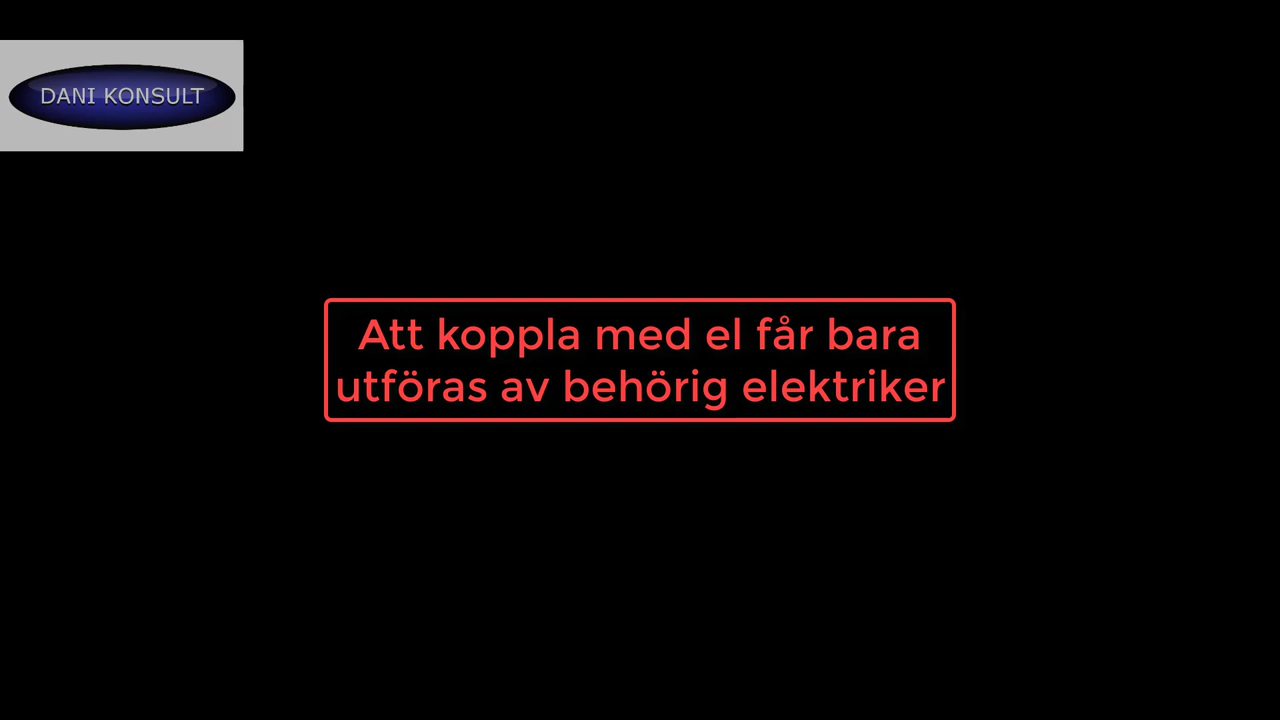 DANI KONSULT
Att koppla med el får bara
utföras av behörig elektriker